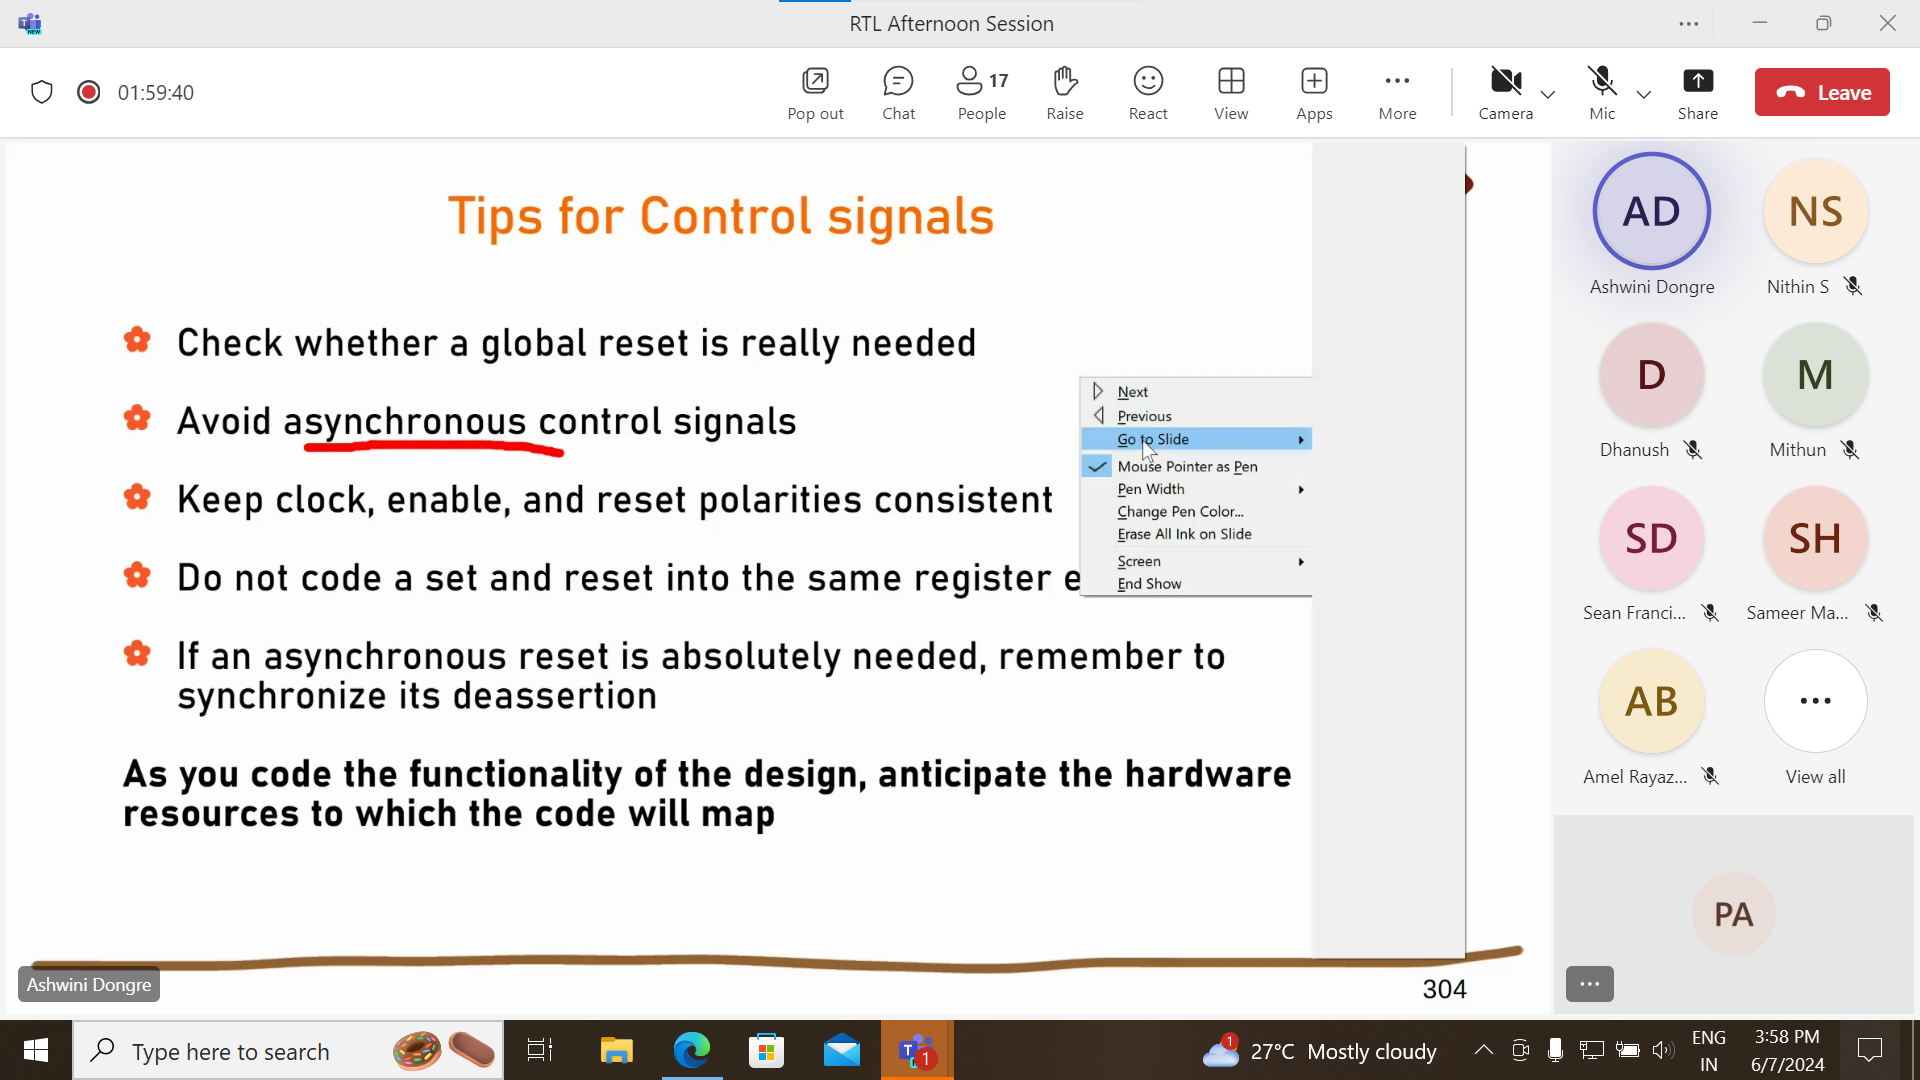 NEW
RTL Afternoon Session
01:59:40
Pop out
Chat
17
People
Raise
React
View
Apps
More
Camera
Mic
Share
Leave
Tips for Control signals
Check whether a global reset is really needed
Avoid asynchronous control signals
Keep clock, enable, and reset polarities consistent
Do not code a set and reset into the same register e
If an asynchronous reset is absolutely needed, remember to
synchronize its deassertion
As you code the functionality of the design, anticipate the hardware
resources to which the code will map
Next
Previous
Go to Slide
Mouse Pointer as Pen
Pen Width
Change Pen Color...
Erase All Ink on Slide
Screen
End Show
304
Ashwini Dongre
AD
Ashwini Dongre
NS
Nithin S
D
Dhanush
M
Mithun
SD
Sean Franci...
SH
Sameer Ma...
AB
Amel Rayaz...
View all
PA
Type here to search
T
1
1
27°C Mostly cloudy
ENG
IN
3:58 PM
6/7/2024